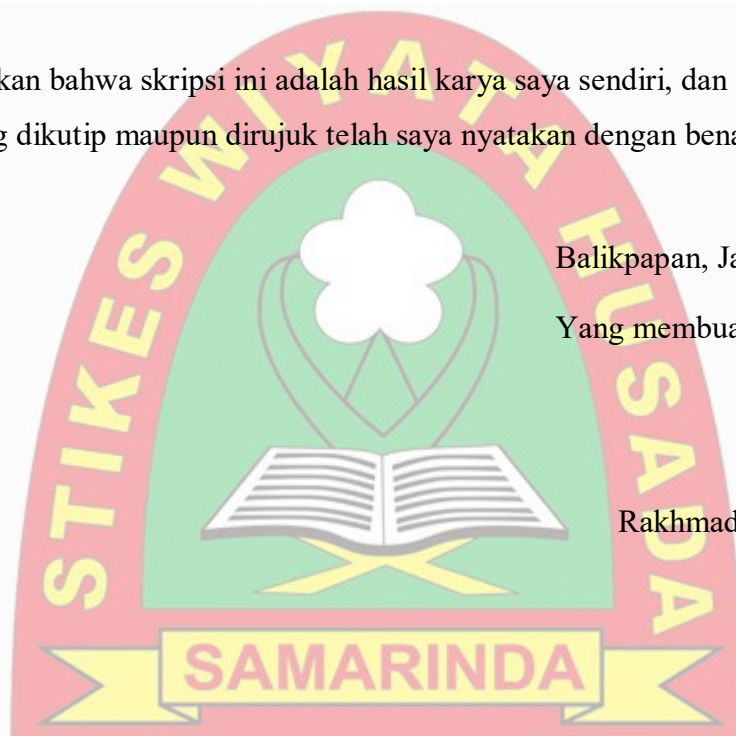 kan bahwa skripsi ini adalah hasil karya saya sendiri, dan
g dikutip maupun dirujuk telah saya nyatakan dengan bena
Balikpapan, Ja
Yang membua
Rakhmad
STIKES WIYATA HUSADA
SAMARINDA